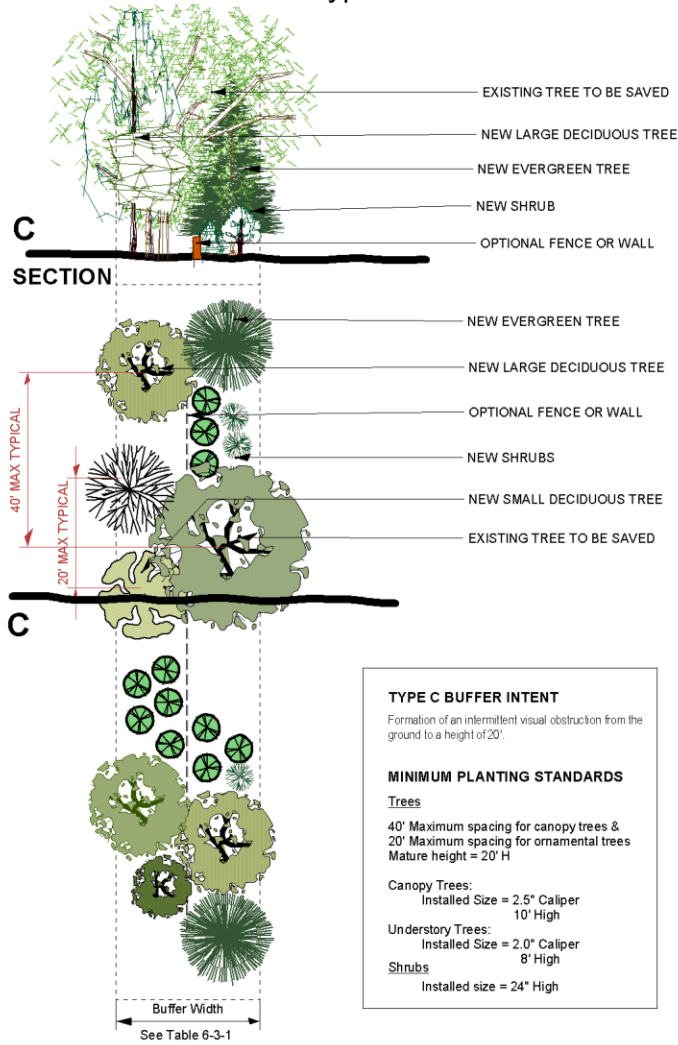 EXISTING TREE TO BE SAVED
NEW LARGE DECIDUOUS TREE
NEW EVERGREEN TREE
NEW SHRUB
OPTIONAL FENCE OR WALL
C
SECTION
NEW EVERGREEN TREE
NEW LARGE DECIDUOUS TREE
OPTIONAL FENCE OR WALL
NEW SHRUBS
NEW SMALL DECIDUOUS TREE
EXISTING TREE TO BE SAVED
40' MAX TYPICAL
20' MAX TYPICAL
C
TYPE C BUFFER INTENT
Formation of an intermittent visual obstruction from the
ground to a height of 20'.
MINIMUM PLANTING STANDARDS
Trees
40' Maximum spacing for canopy trees &
20' Maximum spacing for ornamental trees
Mature height = 20' H
Canopy Trees:
Installed Size = 2.5" Caliper
10' High
Understory Trees:
Installed Size = 2.0" Caliper
8' High
Shrubs
Installed size = 24" High
Buffer Width
See Table 6-3-1